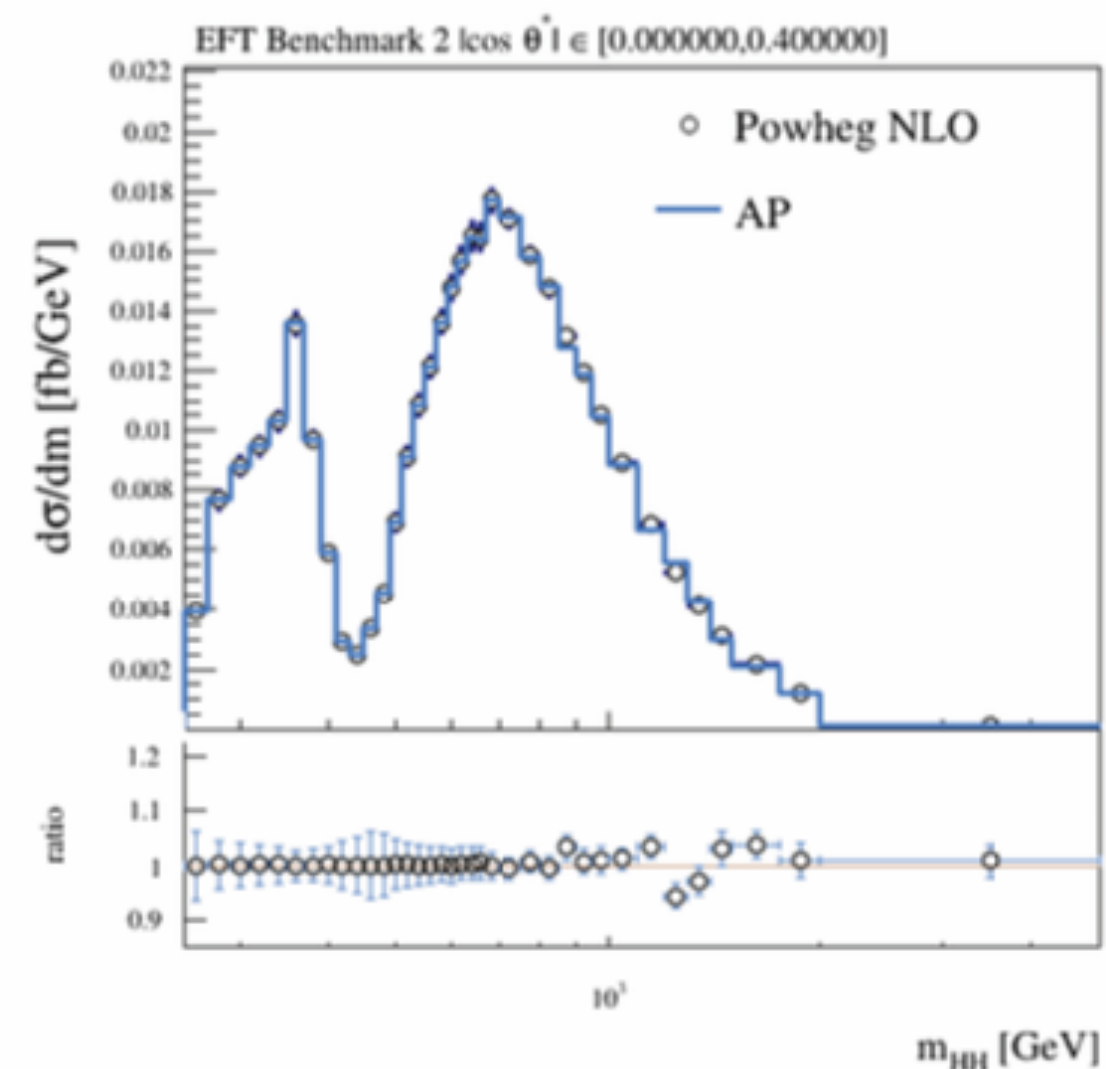 EFT Benchmark 2 |cos θ*| ∈ [0.000000,0.400000]
0.022
0.02
0.018
0.016
0.014
0.012
0.01
0.008
0.006
0.004
0.002
dσ/dm [fb/GeV]
Powheg NLO
AP
1.2
1.1
1
0.9
ratio
10³
m_HH [GeV]